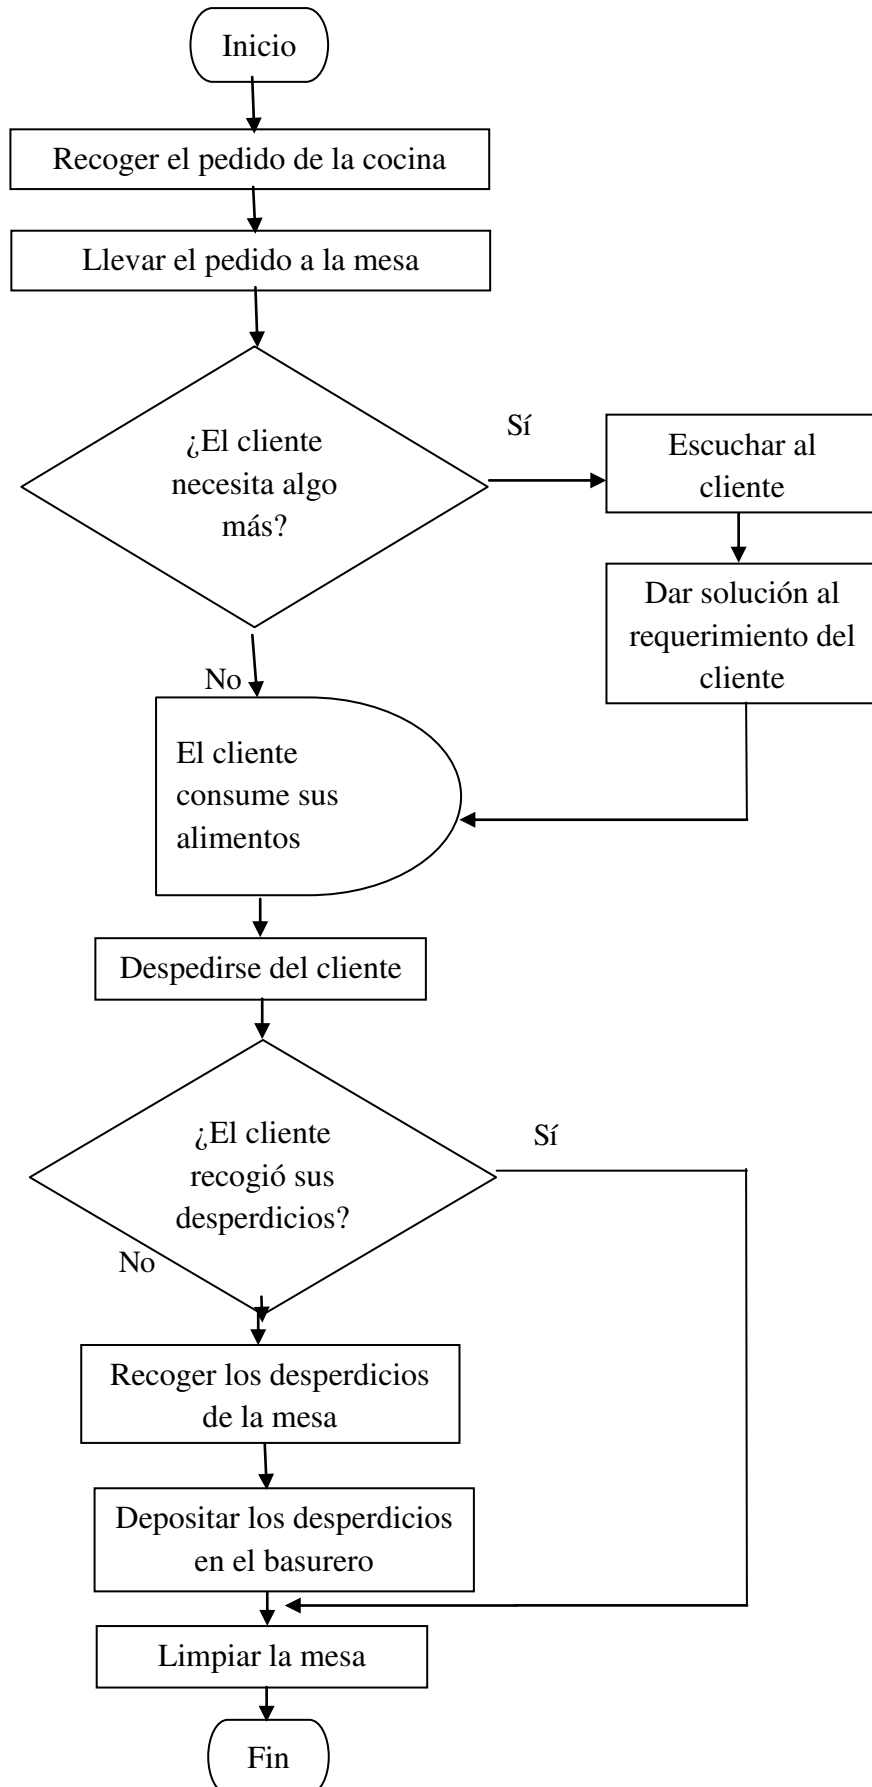 Inicio
Recoger el pedido de la cocina
Llevar el pedido a la mesa
¿El cliente
necesita algo
más?
Sí
Escuchar al
cliente
Dar solución al
requerimiento del
cliente
No
El cliente
consume sus
alimentos
Despedirse del cliente
¿El cliente
recogió sus
desperdicios?
Sí
No
Recoger los desperdicios
de la mesa
Depositar los desperdicios
en el basurero
Limpiar la mesa
Fin